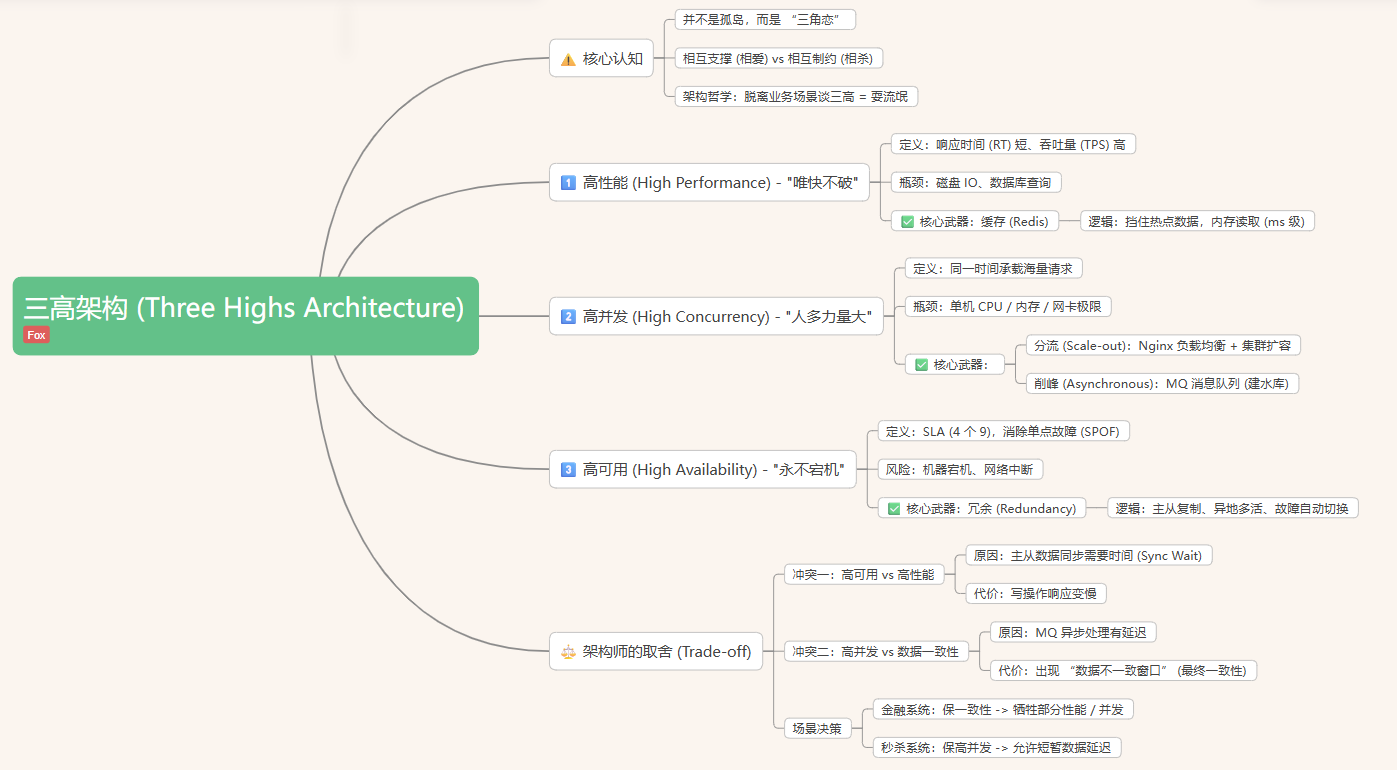 三高架构 (Three Highs Architecture)
Fox
核心认知
并不是孤岛，而是 “三角恋”
相互支撑 (相爱) vs 相互制约 (相杀)
架构哲学：脱离业务场景谈三高 = 耍流氓
1 高性能 (High Performance) - "唯快不破"
定义：响应时间 (RT) 短、吞吐量 (TPS) 高
瓶颈：磁盘 IO、数据库查询
核心武器：缓存 (Redis)
逻辑：挡住热点数据，内存读取 (ms 级)
2 高并发 (High Concurrency) - "人多力量大"
定义：同一时间承载海量请求
瓶颈：单机 CPU / 内存 / 网卡极限
核心武器：
分流 (Scale-out)：Nginx 负载均衡 + 集群扩容
削峰 (Asynchronous)：MQ 消息队列 (建水库)
3 高可用 (High Availability) - "永不宕机"
定义：SLA (4 个 9)，消除单点故障 (SPOF)
风险：机器宕机、网络中断
核心武器：冗余 (Redundancy)
逻辑：主从复制、异地多活、故障自动切换
架构师的取舍 (Trade-off)
冲突一：高可用 vs 高性能
原因：主从数据同步需要时间 (Sync Wait)
代价：写操作响应变慢
冲突二：高并发 vs 数据一致性
原因：MQ 异步处理有延迟
代价：出现 “数据不一致窗口” (最终一致性)
场景决策
金融系统：保一致性 -> 牺牲部分性能 / 并发
秒杀系统：保高并发 -> 允许短暂数据延迟